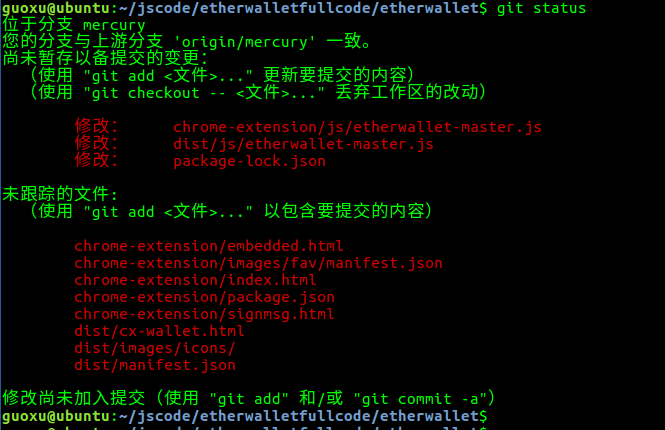 guoxu@ubuntu:~/jscode/etherwalletfullcode/etherwallet$ git status
位于分支 mercury
您的分支与上游分支 'origin/mercury' 一致。
尚未暂存以备提交的变更：
（使用 "git add <文件>..." 更新要提交的内容）
（使用 "git checkout -- <文件>..." 丢弃工作区的改动）
修改： chrome-extension/js/etherwallet-master.js
修改： dist/js/etherwallet-master.js
修改： package-lock.json
未跟踪的文件:
（使用 "git add <文件>..." 以包含要提交的内容）
chrome-extension/embedded.html
chrome-extension/images/fav/manifest.json
chrome-extension/index.html
chrome-extension/package.json
chrome-extension/signmsg.html
dist/cx-wallet.html
dist/images/icons/
dist/manifest.json
修改尚未加入提交（使用 "git add" 和/或 "git commit -a"）
guoxu@ubuntu:~/jscode/etherwalletfullcode/etherwallet$